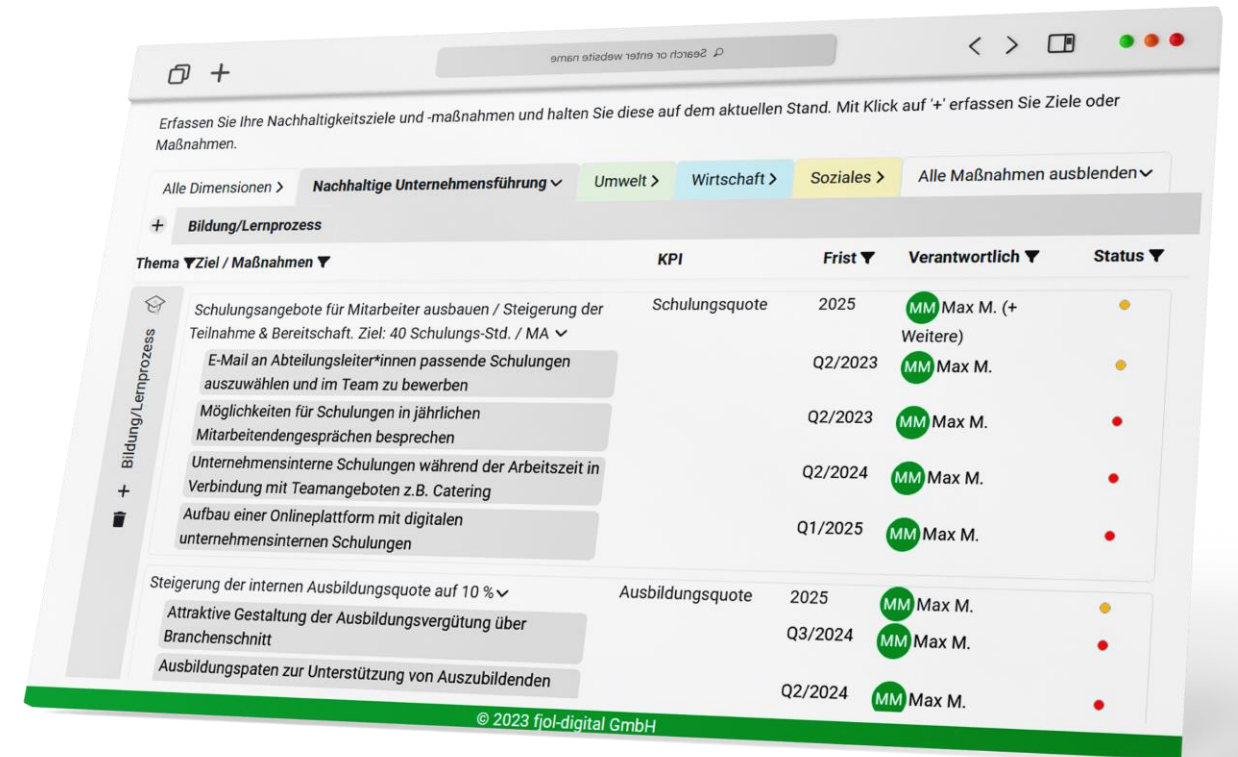 Search or enter website name
Erfassen Sie Ihre Nachhaltigkeitsziele und -maßnahmen und halten Sie diese auf dem aktuellen Stand. Mit Klick auf '+' erfassen Sie Ziele oder
Maßnahmen.
Alle Dimensionen > Nachhaltige Unternehmensführung Umwelt > Wirtschaft > Soziales > Alle Maßnahmen ausblenden
+ Bildung/Lernprozess
Thema Ziel / Maßnahmen KPI Frist Verantwortlich Status
Bildung/Lernprozess
Schulungsangebote für Mitarbeiter ausbauen / Steigerung der Schulungsquote 2025 MM Max M. (+
Teilnahme & Bereitschaft. Ziel: 40 Schulungs-Std. / MA Weitere)
E-Mail an Abteilungsleiter*innen passende Schulungen Q2/2023 MM Max M.
auszuwählen und im Team zu bewerben
Möglichkeiten für Schulungen in jährlichen Q2/2023 MM Max M.
Mitarbeitendengesprächen besprechen
Unternehmensinterne Schulungen während der Arbeitszeit in Q2/2024 MM Max M.
Verbindung mit Teamangeboten z.B. Catering
Aufbau einer Onlineplattform mit digitalen Q1/2025 MM Max M.
unternehmensinternen Schulungen
Steigerung der internen Ausbildungsquote auf 10 % Ausbildungsquote 2025 MM Max M.
Attraktive Gestaltung der Ausbildungsvergütung über Q3/2024 MM Max M.
Branchenschnitt
Ausbildungspaten zur Unterstützung von Auszubildenden Q2/2024 MM Max M.
© 2023 fjol-digital GmbH